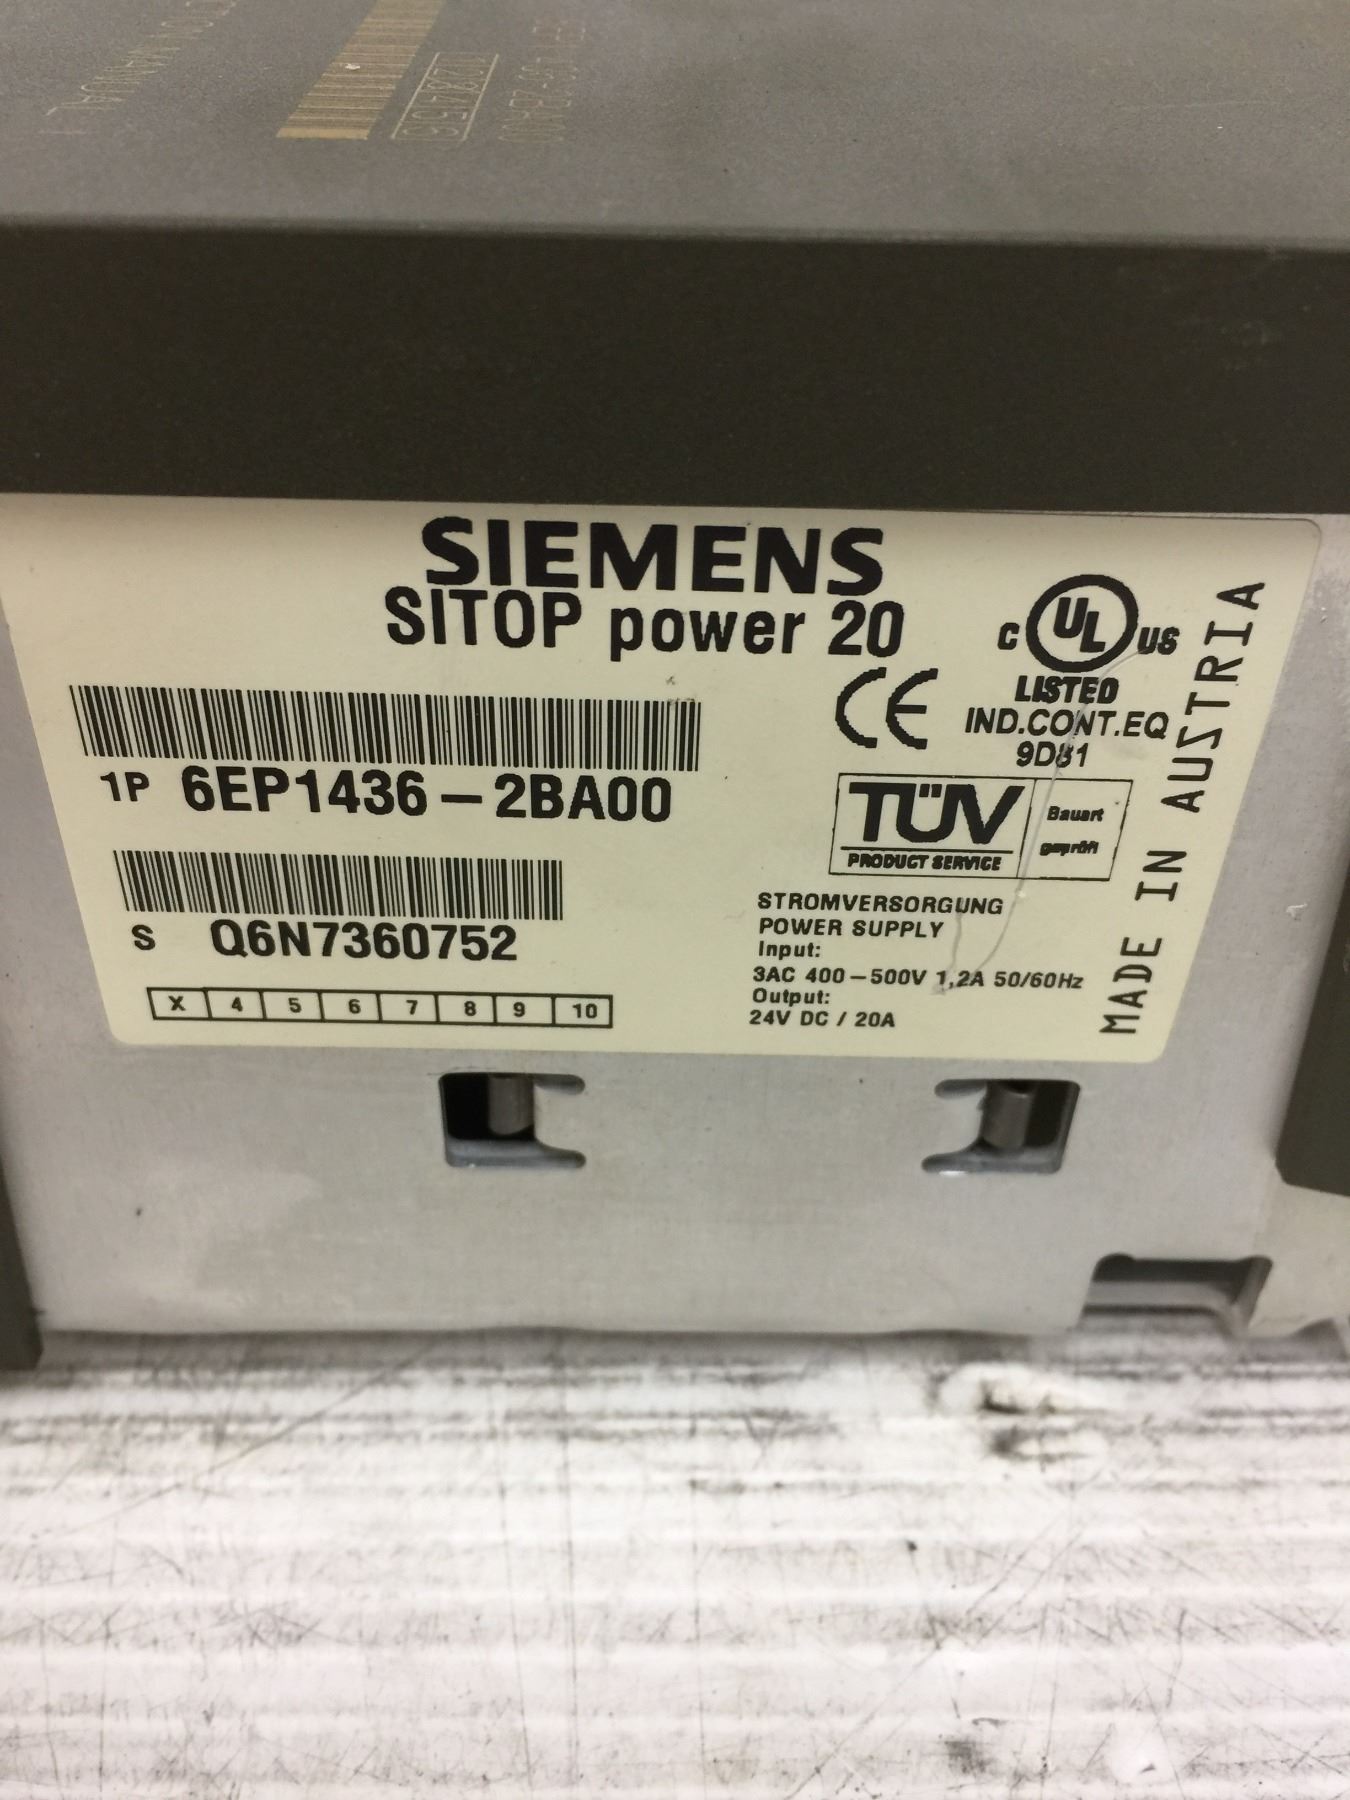 MANUAL
SIEMENS
SITOP power 20
C UL US
LISTED
IND.CONT.EQ
9D81
CE
1P 6EP1436-2BA00
TÜV
PRODUCT SERVICE
Bauart
geprüft
S Q6N7360752
STROMVERSORGUNG
POWER SUPPLY
Input:
3AC 400-500V 1,2A 50/60Hz
Output:
24V DC / 20A
X 4 5 6 7 8 9 10
MADE IN AUSTRIA